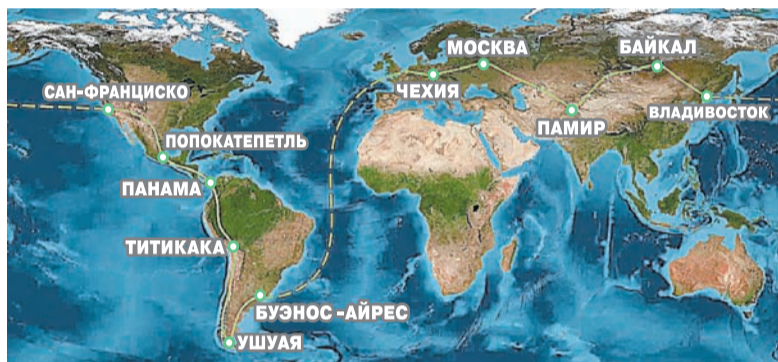 МОСКВА
БАЙКАЛ
ЧЕХИЯ
САН-ФРАНЦИСКО
ПАМИР
ВЛАДИВОСТОК
ПОПОКАТЕПЕТЛЬ
ПАНАМА
ТИТИКАКА
БУЭНОС -АЙРЕС
УШУАЯ